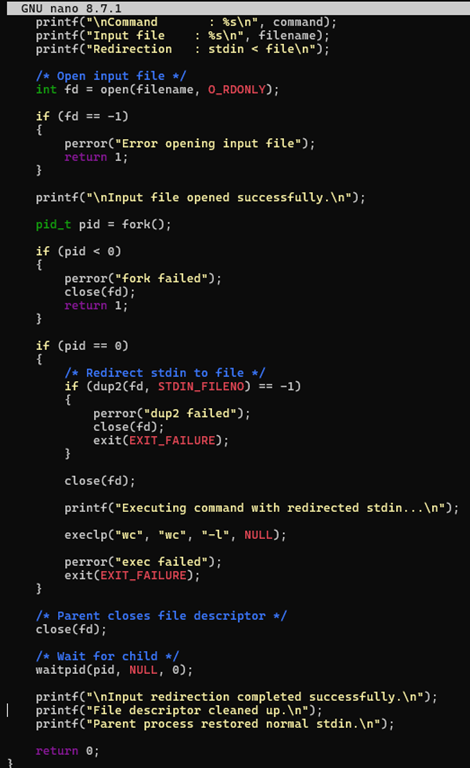 GNU nano 8.7.1
printf("\nCommand       : %s\n", command);
printf("Input file    : %s\n", filename);
printf("Redirection   : stdin < file\n");
/* Open input file */
int fd = open(filename, O_RDONLY);
if (fd == -1)
{
perror("Error opening input file");
return 1;
}
printf("\nInput file opened successfully.\n");
pid_t pid = fork();
if (pid < 0)
{
perror("fork failed");
close(fd);
return 1;
}
if (pid == 0)
{
/* Redirect stdin to file */
if (dup2(fd, STDIN_FILENO) == -1)
{
perror("dup2 failed");
close(fd);
exit(EXIT_FAILURE);
}
close(fd);
printf("Executing command with redirected stdin...\n");
execlp("wc", "wc", "-l", NULL);
perror("exec failed");
exit(EXIT_FAILURE);
}
/* Parent closes file descriptor */
close(fd);
/* Wait for child */
waitpid(pid, NULL, 0);
printf("\nInput redirection completed successfully.\n");
printf("File descriptor cleaned up.\n");
printf("Parent process restored normal stdin.\n");
return 0;
}